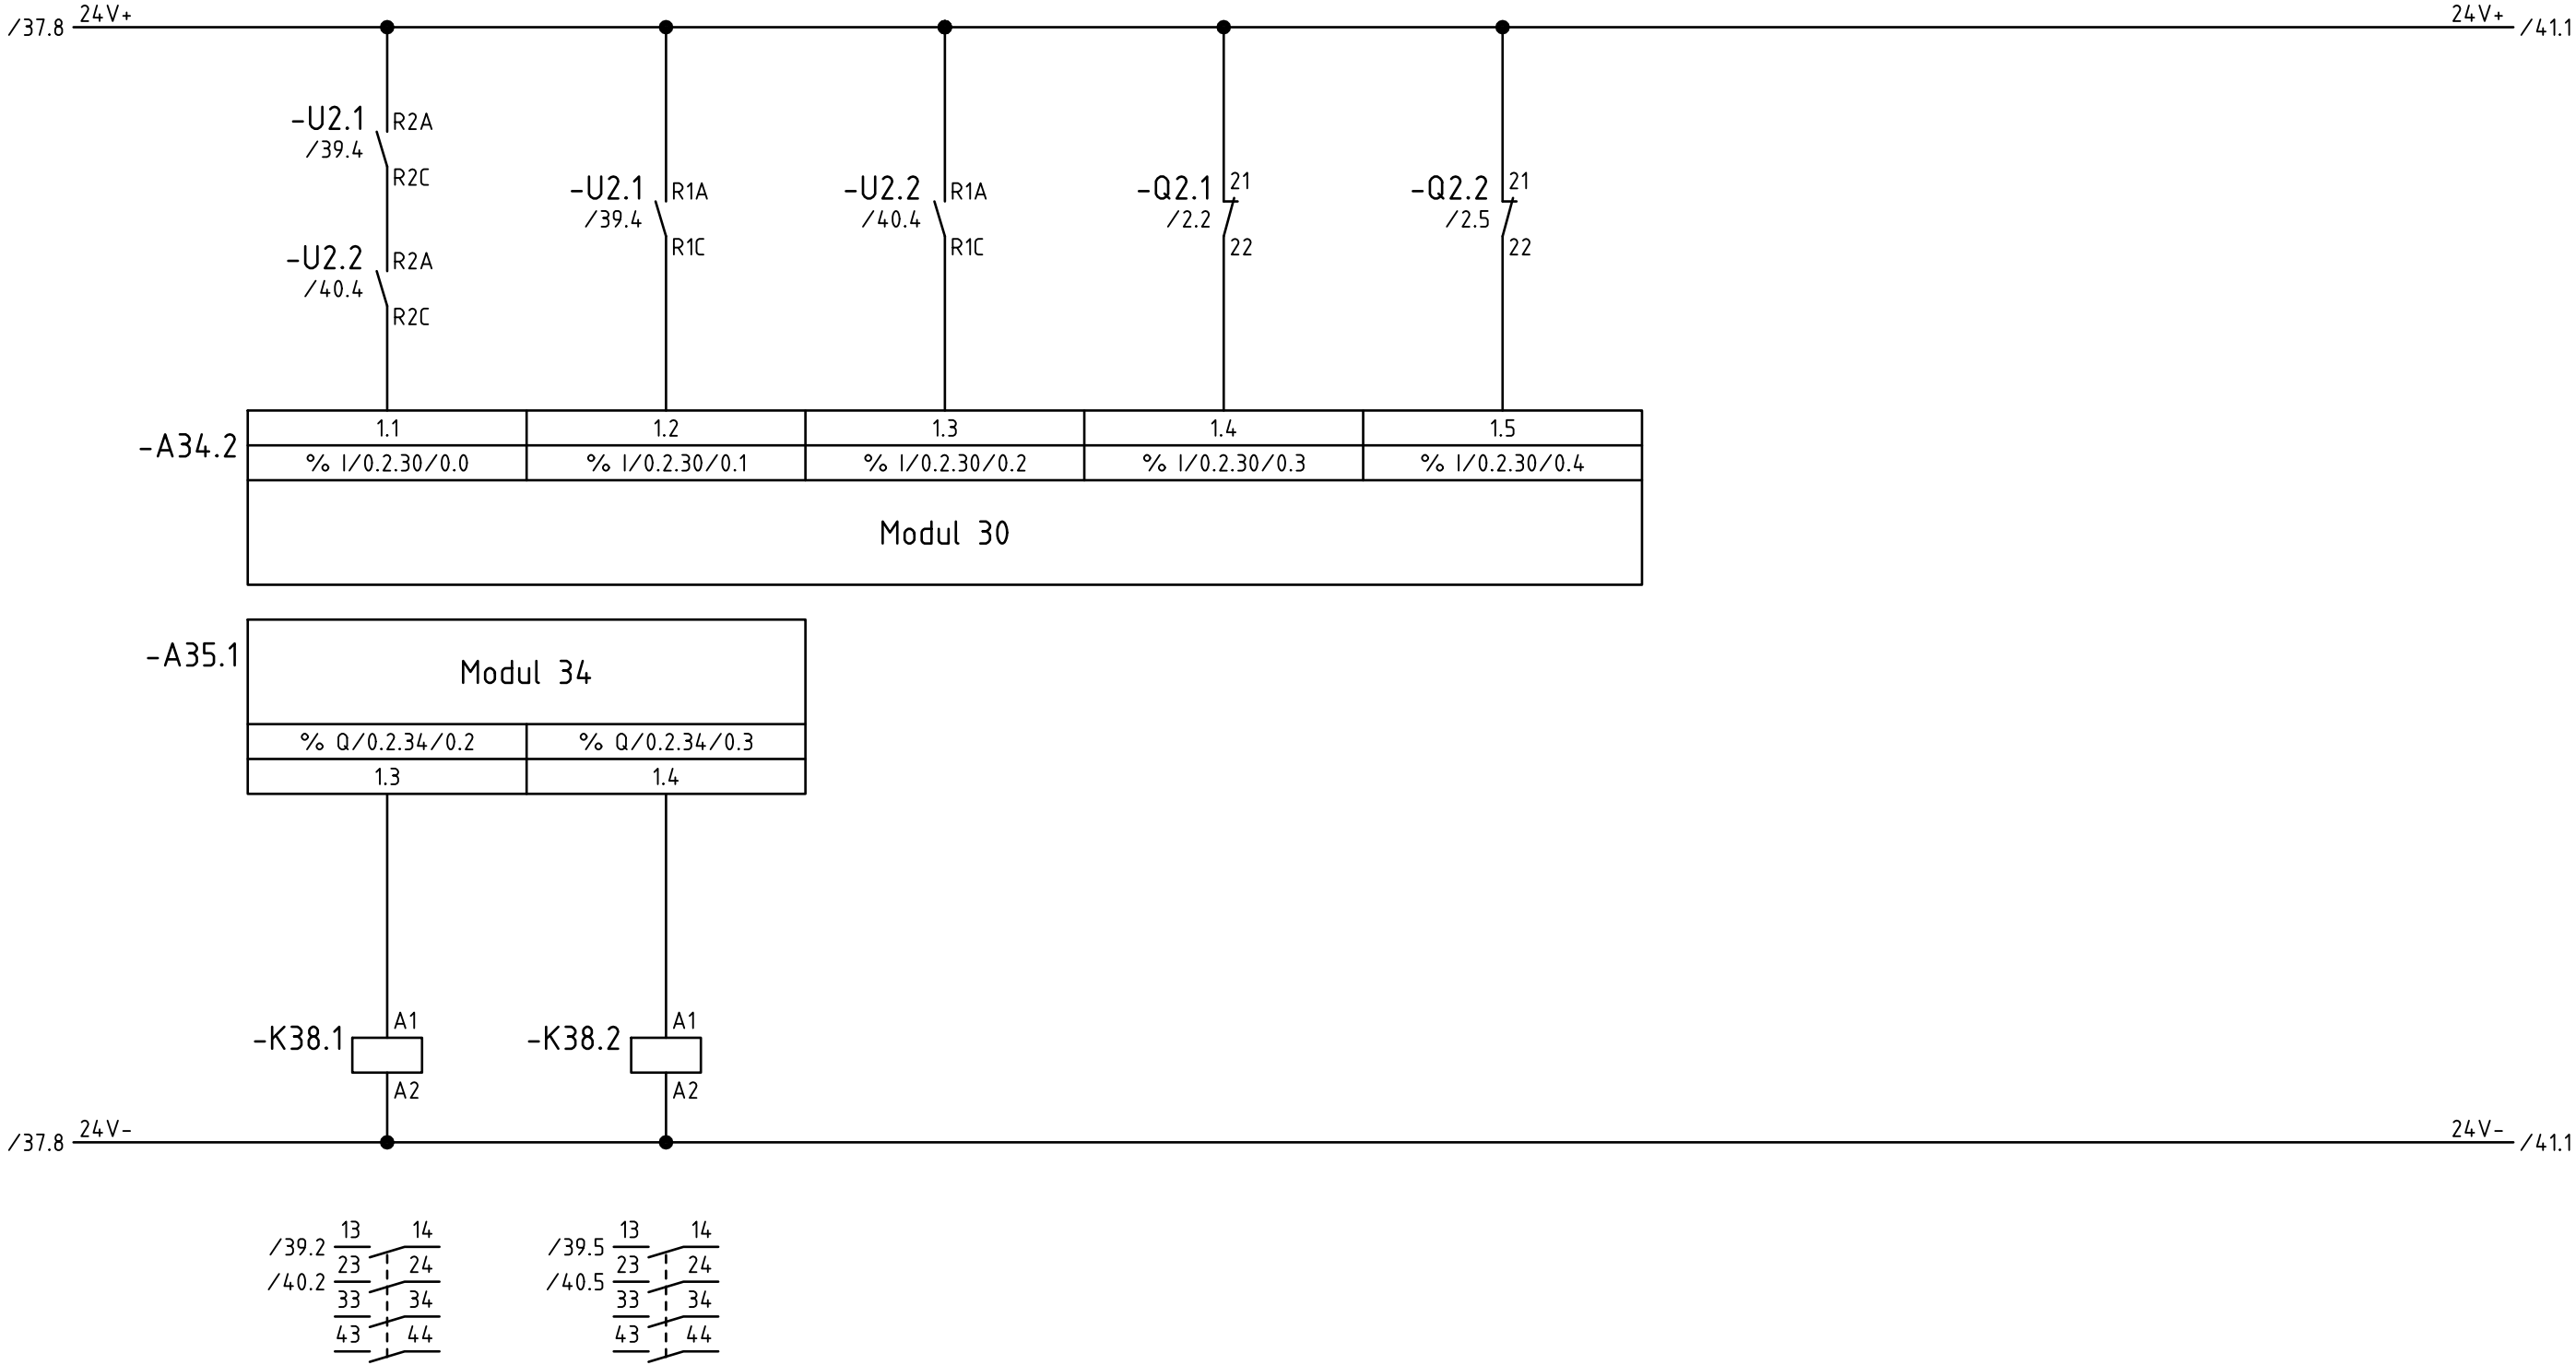 24V+ 24V+
/37.8 /41.1
-U2.1 R2A
/39.4
R2C
-U2.1 R1A -U2.2 R1A -Q2.1 21 -Q2.2 21
/39.4 /40.4 /2.2 /2.5
R1C R1C 22 22
-U2.2 R2A
/40.4
R2C
-A34.2
1.1 1.2 1.3 1.4 1.5
% I/0.2.30/0.0 % I/0.2.30/0.1 % I/0.2.30/0.2 % I/0.2.30/0.3 % I/0.2.30/0.4
Modul 30
-A35.1
Modul 34
% Q/0.2.34/0.2 % Q/0.2.34/0.3
1.3 1.4
A1 A1
-K38.1 -K38.2
A2 A2
24V- 24V-
/37.8 /41.1
13 14 13 14
/39.2 /39.5
23 24 23 24
/40.2 /40.5
33 34 33 34
43 44 43 44